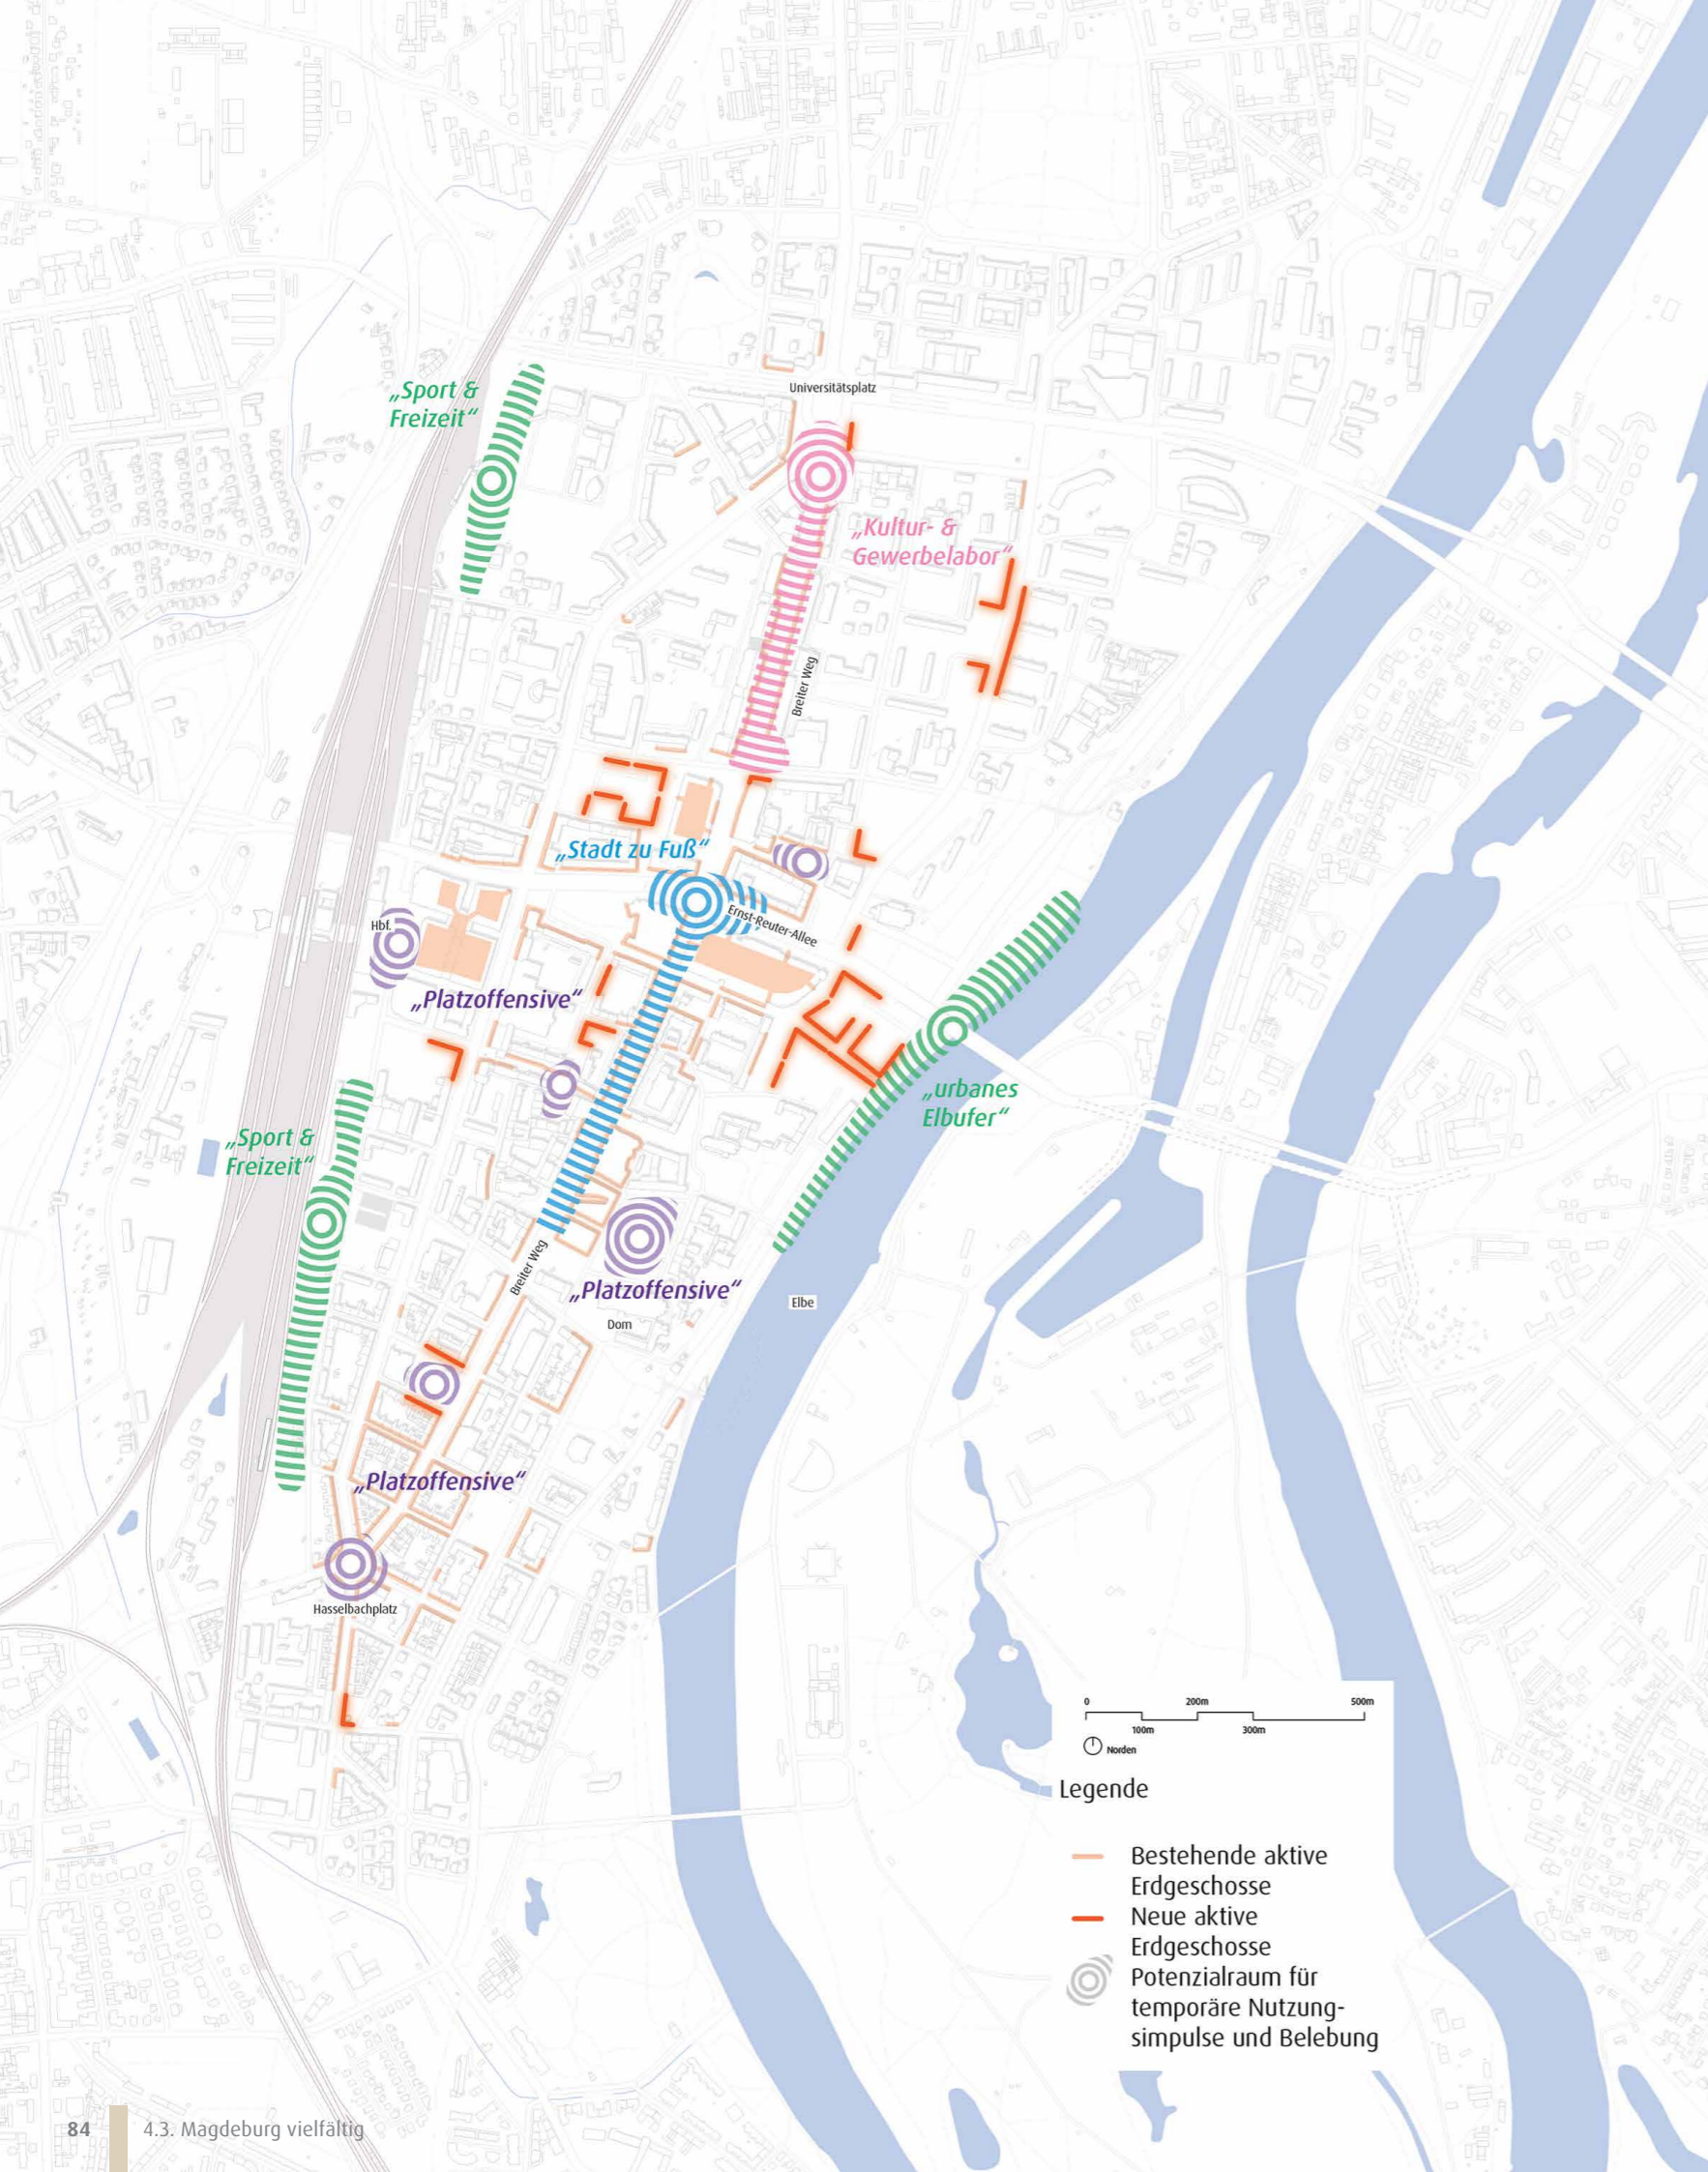 „Sport &
Freizeit“
Universitätsplatz
„Kultur- &
Gewerbelabor“
Breiter Weg
„Stadt zu Fuß“
Ernst-Reuter-Allee
Hbf.
„Platzoffensive“
„urbanes
Elbufer“
„Sport &
Freizeit“
Breiter Weg
„Platzoffensive“
Elbe
Dom
„Platzoffensive“
Hasselbachplatz
0 200m 500m
100m 300m
Norden
Legende
Bestehende aktive
Erdgeschosse
Neue aktive
Erdgeschosse
Potenzialraum für
temporäre Nutzung-
simpulse und Belebung
84 4.3. Magdeburg vielfältig